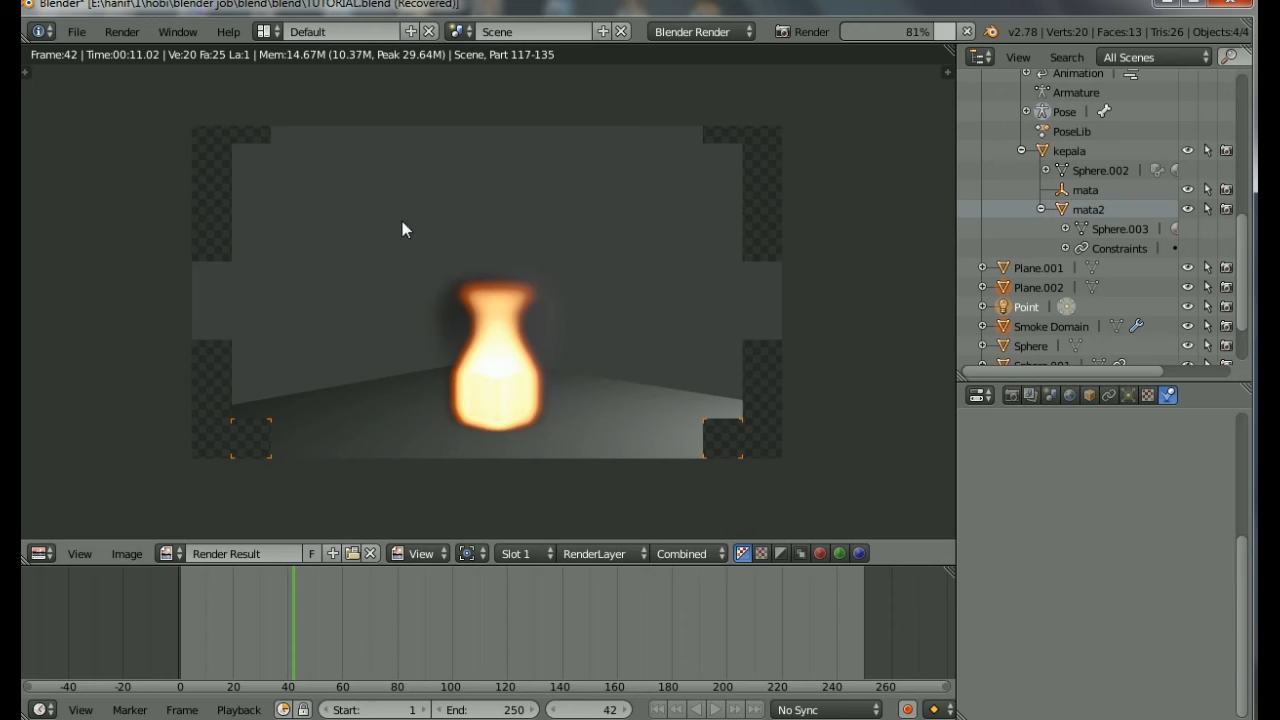 Blender* [E:\hanif\1\hobi\blender job\blend\blend\TUTORIAL.blend (Recovered)]
File Render Window Help Default Scene Blender Render Render 81% v2.78 | Verts:20 | Faces:13 | Tris:26 | Objects:4/4
Frame:42 | Time:00:11.02 | Ve:20 Fa:25 La:1 | Mem:14.67M (10.37M, Peak 29.64M) | Scene, Part 117-135
View Search All Scenes
Animation
Armature
Pose
PoseLib
kepala
Sphere.002
mata
mata2
Sphere.003
Constraints
Plane.001
Plane.002
Point
Smoke Domain
Sphere
Sphere.001
View Image Render Result F View Slot 1 RenderLayer Combined
-40 -20 0 20 40 60 80 100 120 140 160 180 200 220 240 260
View Marker Frame Playback Start: 1 End: 250 42 No Sync